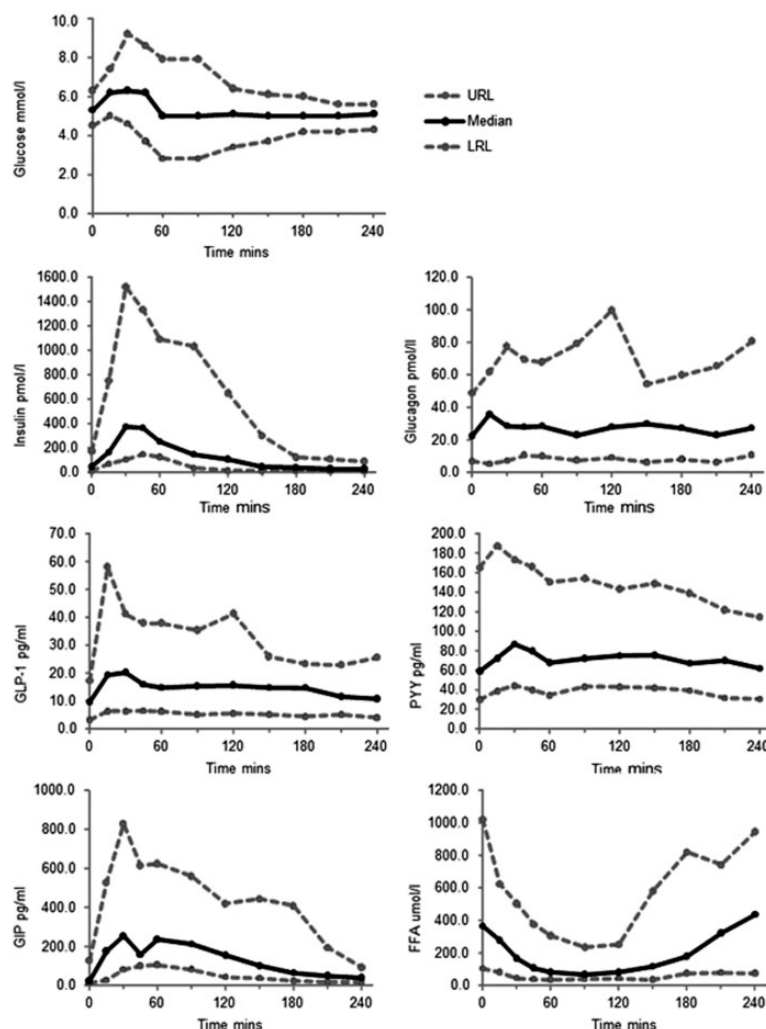 Glucose mmol/l
10.0
8.0
6.0
4.0
2.0
0.0
0 60 120 180 240
Time mins
URL
Median
LRL
Insulin pmol/l
1600.0
1400.0
1200.0
1000.0
800.0
600.0
400.0
200.0
0.0
0 60 120 180 240
Time mins
Glucagon pmol/ll
120.0
100.0
80.0
60.0
40.0
20.0
0.0
0 60 120 180 240
Time mins
GLP-1 pg/ml
70.0
60.0
50.0
40.0
30.0
20.0
10.0
0.0
0 60 120 180 240
Time mins
PYY pg/ml
200.0
180.0
160.0
140.0
120.0
100.0
80.0
60.0
40.0
20.0
0.0
0 60 120 180 240
Time mins
GIP pg/ml
1000.0
800.0
600.0
400.0
200.0
0.0
0 60 120 180 240
Time mins
FFA umol/l
1200.0
1000.0
800.0
600.0
400.0
200.0
0.0
0 60 120 180 240
Time mins